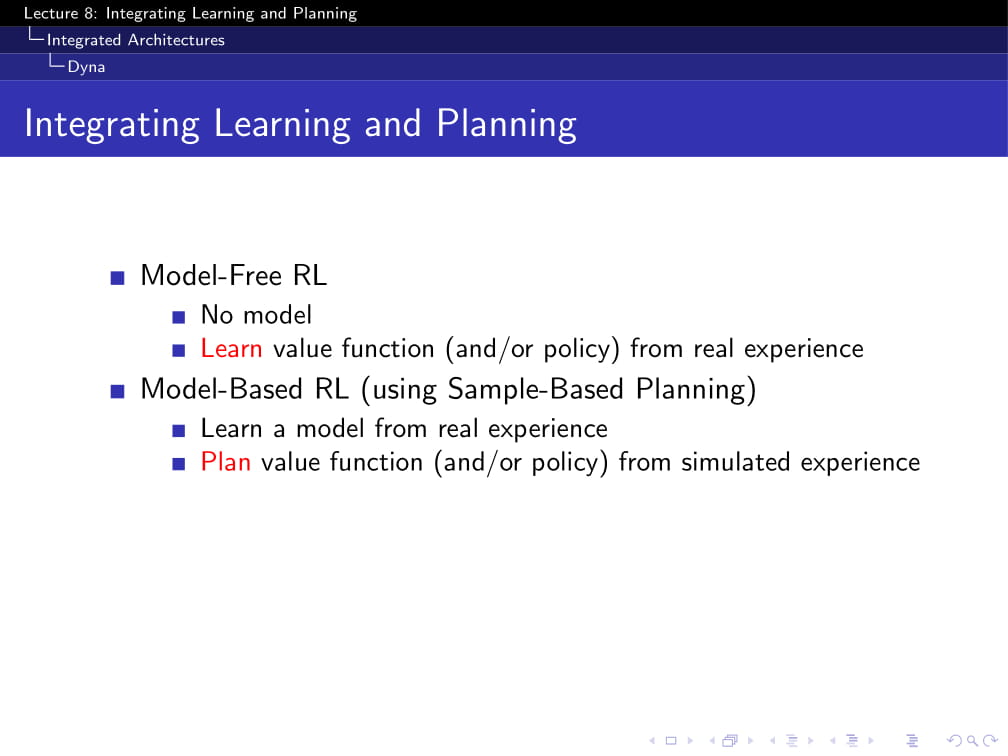 Lecture 8: Integrating Learning and Planning
Integrated Architectures
Dyna
Integrating Learning and Planning
Model-Free RL
No model
Learn value function (and/or policy) from real experience
Model-Based RL (using Sample-Based Planning)
Learn a model from real experience
Plan value function (and/or policy) from simulated experience